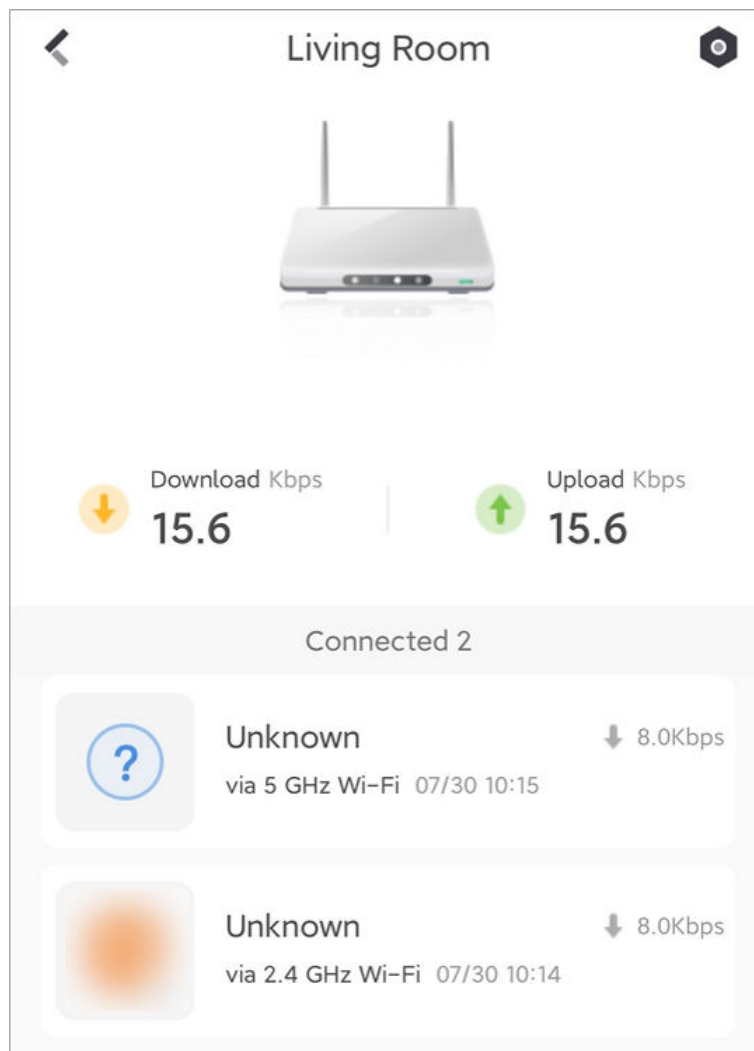 Living Room
Download Kbps
15.6
Upload Kbps
15.6
Connected 2
?
Unknown
8.0Kbps
via 5 GHz Wi-Fi 07/30 10:15
Unknown
8.0Kbps
via 2.4 GHz Wi-Fi 07/30 10:14